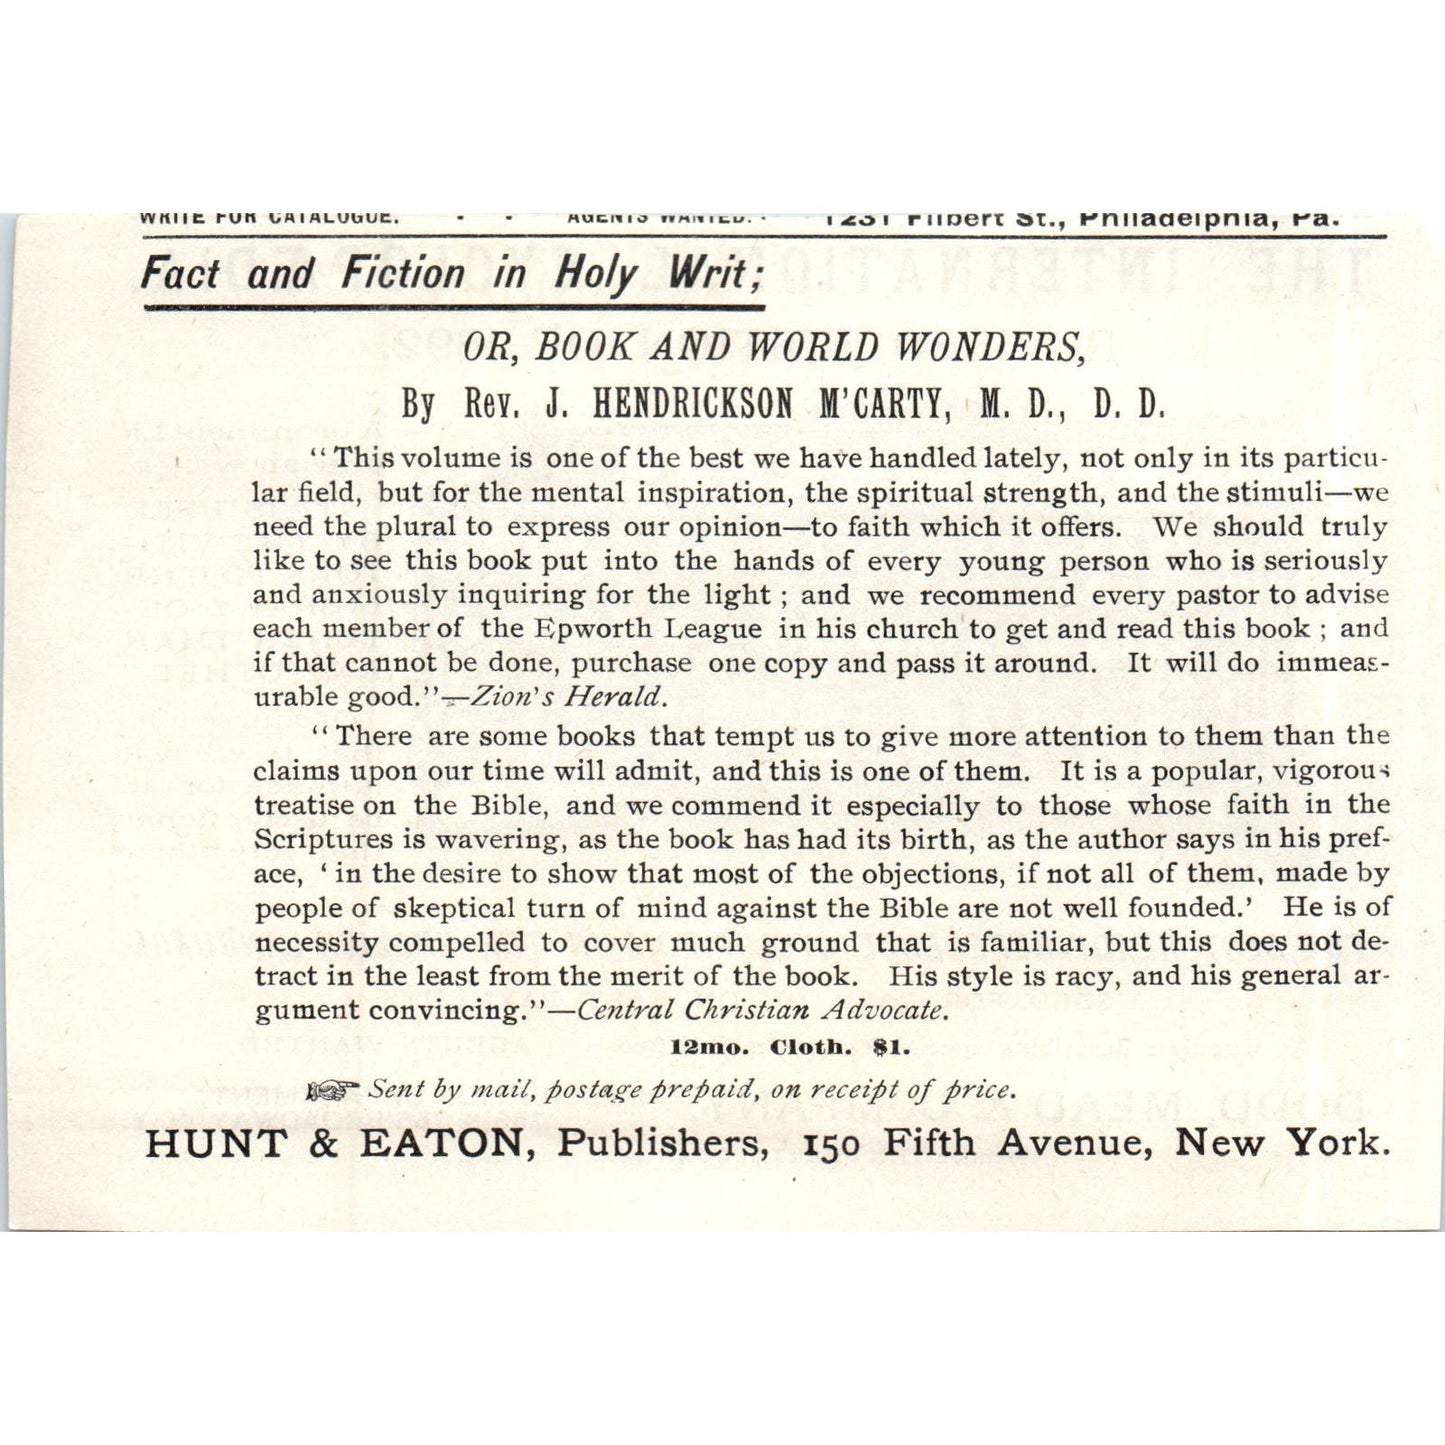 WRITE FOR CATALOGUE. - - AGENTS WANTED. · 1231 Filbert St., Philadelphia, Pa.
Fact and Fiction in Holy Writ;
OR, BOOK AND WORLD WONDERS,
By Rev. J. HENDRICKSON M'CARTY, M. D., D. D.
“This volume is one of the best we have handled lately, not only in its particu-
lar field, but for the mental inspiration, the spiritual strength, and the stimuli—we
need the plural to express our opinion—to faith which it offers. We should truly
like to see this book put into the hands of every young person who is seriously
and anxiously inquiring for the light ; and we recommend every pastor to advise
each member of the Epworth League in his church to get and read this book ; and
if that cannot be done, purchase one copy and pass it around. It will do immeas-
urable good.”—Zion's Herald.
“There are some books that tempt us to give more attention to them than the
claims upon our time will admit, and this is one of them. It is a popular, vigorous
treatise on the Bible, and we commend it especially to those whose faith in the
Scriptures is wavering, as the book has had its birth, as the author says in his pref-
ace, ‘in the desire to show that most of the objections, if not all of them, made by
people of skeptical turn of mind against the Bible are not well founded.’ He is of
necessity compelled to cover much ground that is familiar, but this does not de-
tract in the least from the merit of the book. His style is racy, and his general ar-
gument convincing.”—Central Christian Advocate.
12mo. Cloth. $1.
☞ Sent by mail, postage prepaid, on receipt of price.
HUNT & EATON, Publishers, 150 Fifth Avenue, New York.